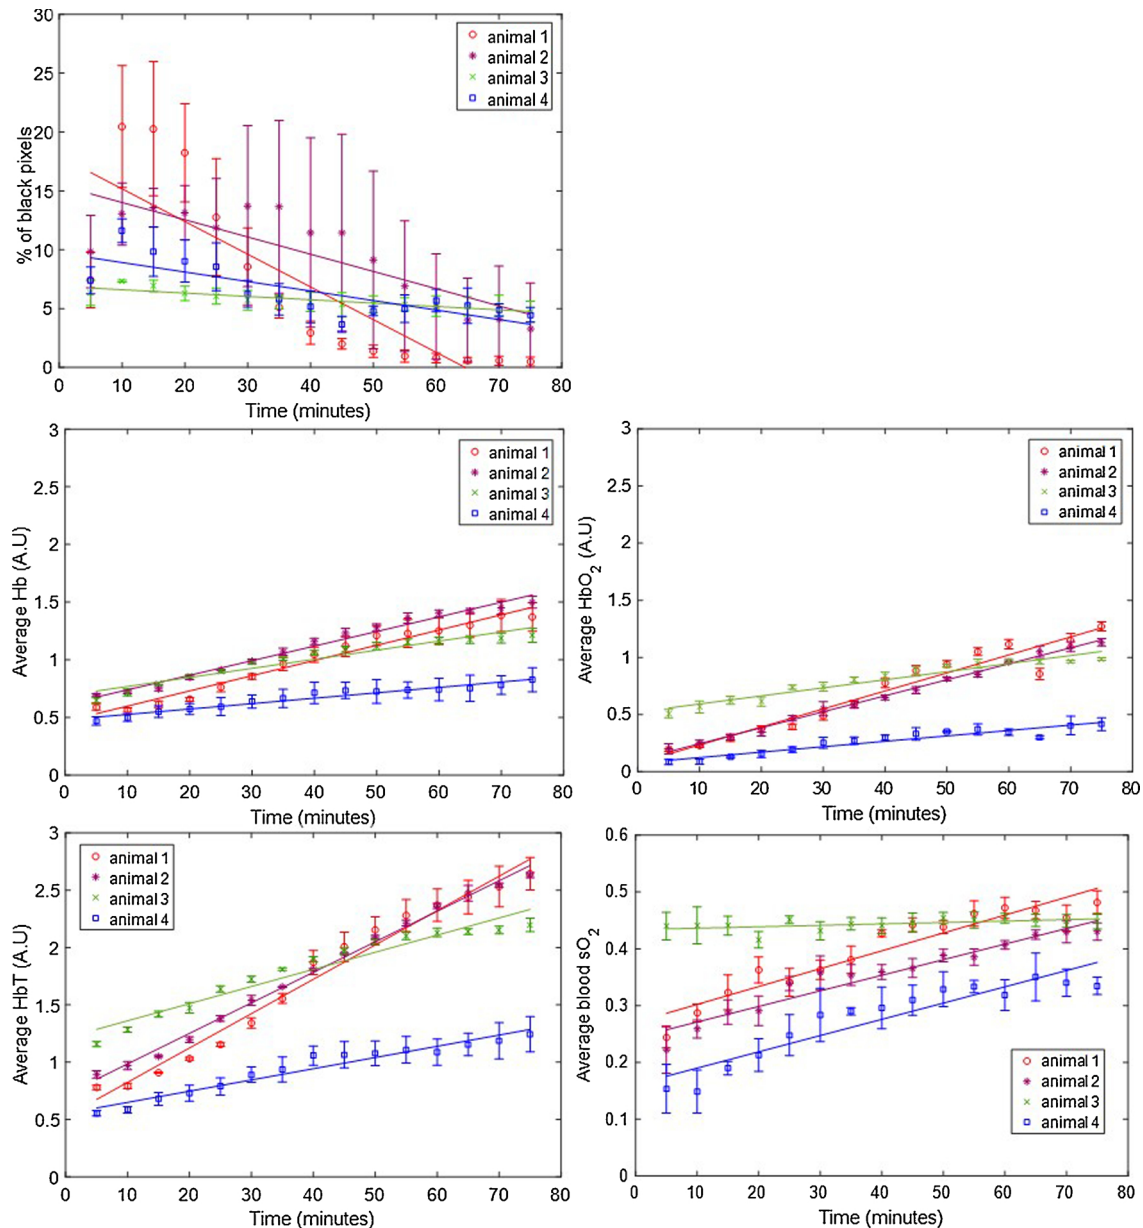 % of black pixels
30
25
20
15
10
5
0
0 10 20 30 40 50 60 70 80
Time (minutes)
animal 1
animal 2
animal 3
animal 4
Average Hb (A.U)
3
2.5
2
1.5
1
0.5
0
0 10 20 30 40 50 60 70 80
Time (minutes)
animal 1
animal 2
animal 3
animal 4
Average HbO2 (A.U)
3
2.5
2
1.5
1
0.5
0
0 10 20 30 40 50 60 70 80
Time (minutes)
animal 1
animal 2
animal 3
animal 4
Average HbT (A.U)
3
2.5
2
1.5
1
0.5
0
0 10 20 30 40 50 60 70 80
Time (minutes)
animal 1
animal 2
animal 3
animal 4
Average blood sO2
0.6
0.5
0.4
0.3
0.2
0.1
0
0 10 20 30 40 50 60 70 80
Time (minutes)
animal 1
animal 2
animal 3
animal 4